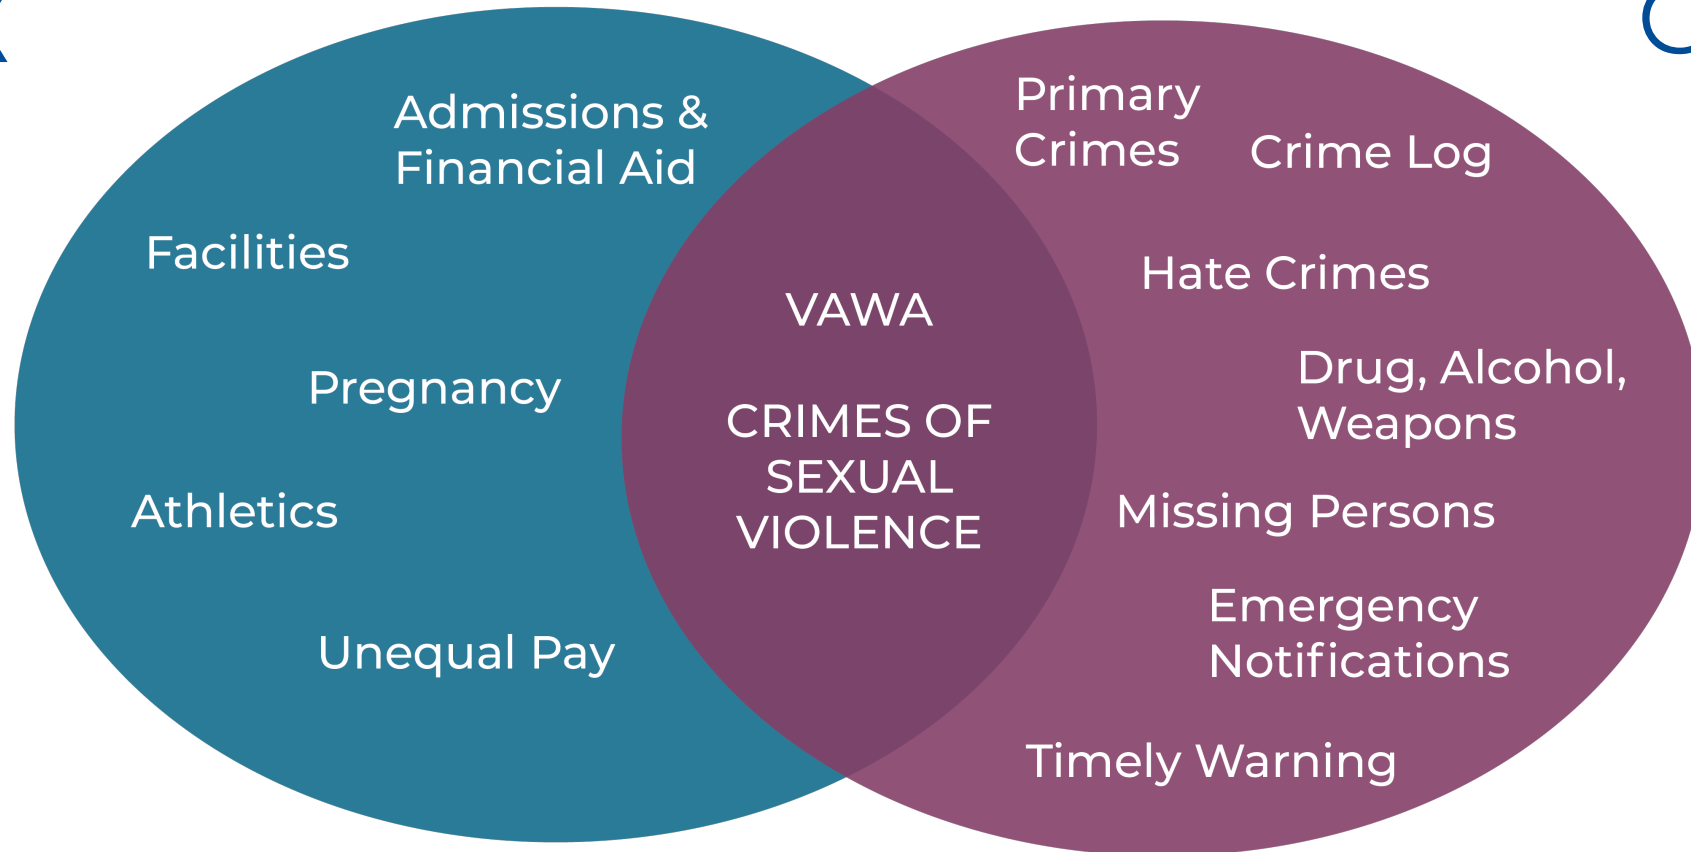 Admissions &
Financial Aid
Facilities
Pregnancy
Athletics
Unequal Pay
VAWA
CRIMES OF
SEXUAL
VIOLENCE
Primary
Crimes
Crime Log
Hate Crimes
Drug, Alcohol,
Weapons
Missing Persons
Emergency
Notifications
Timely Warning